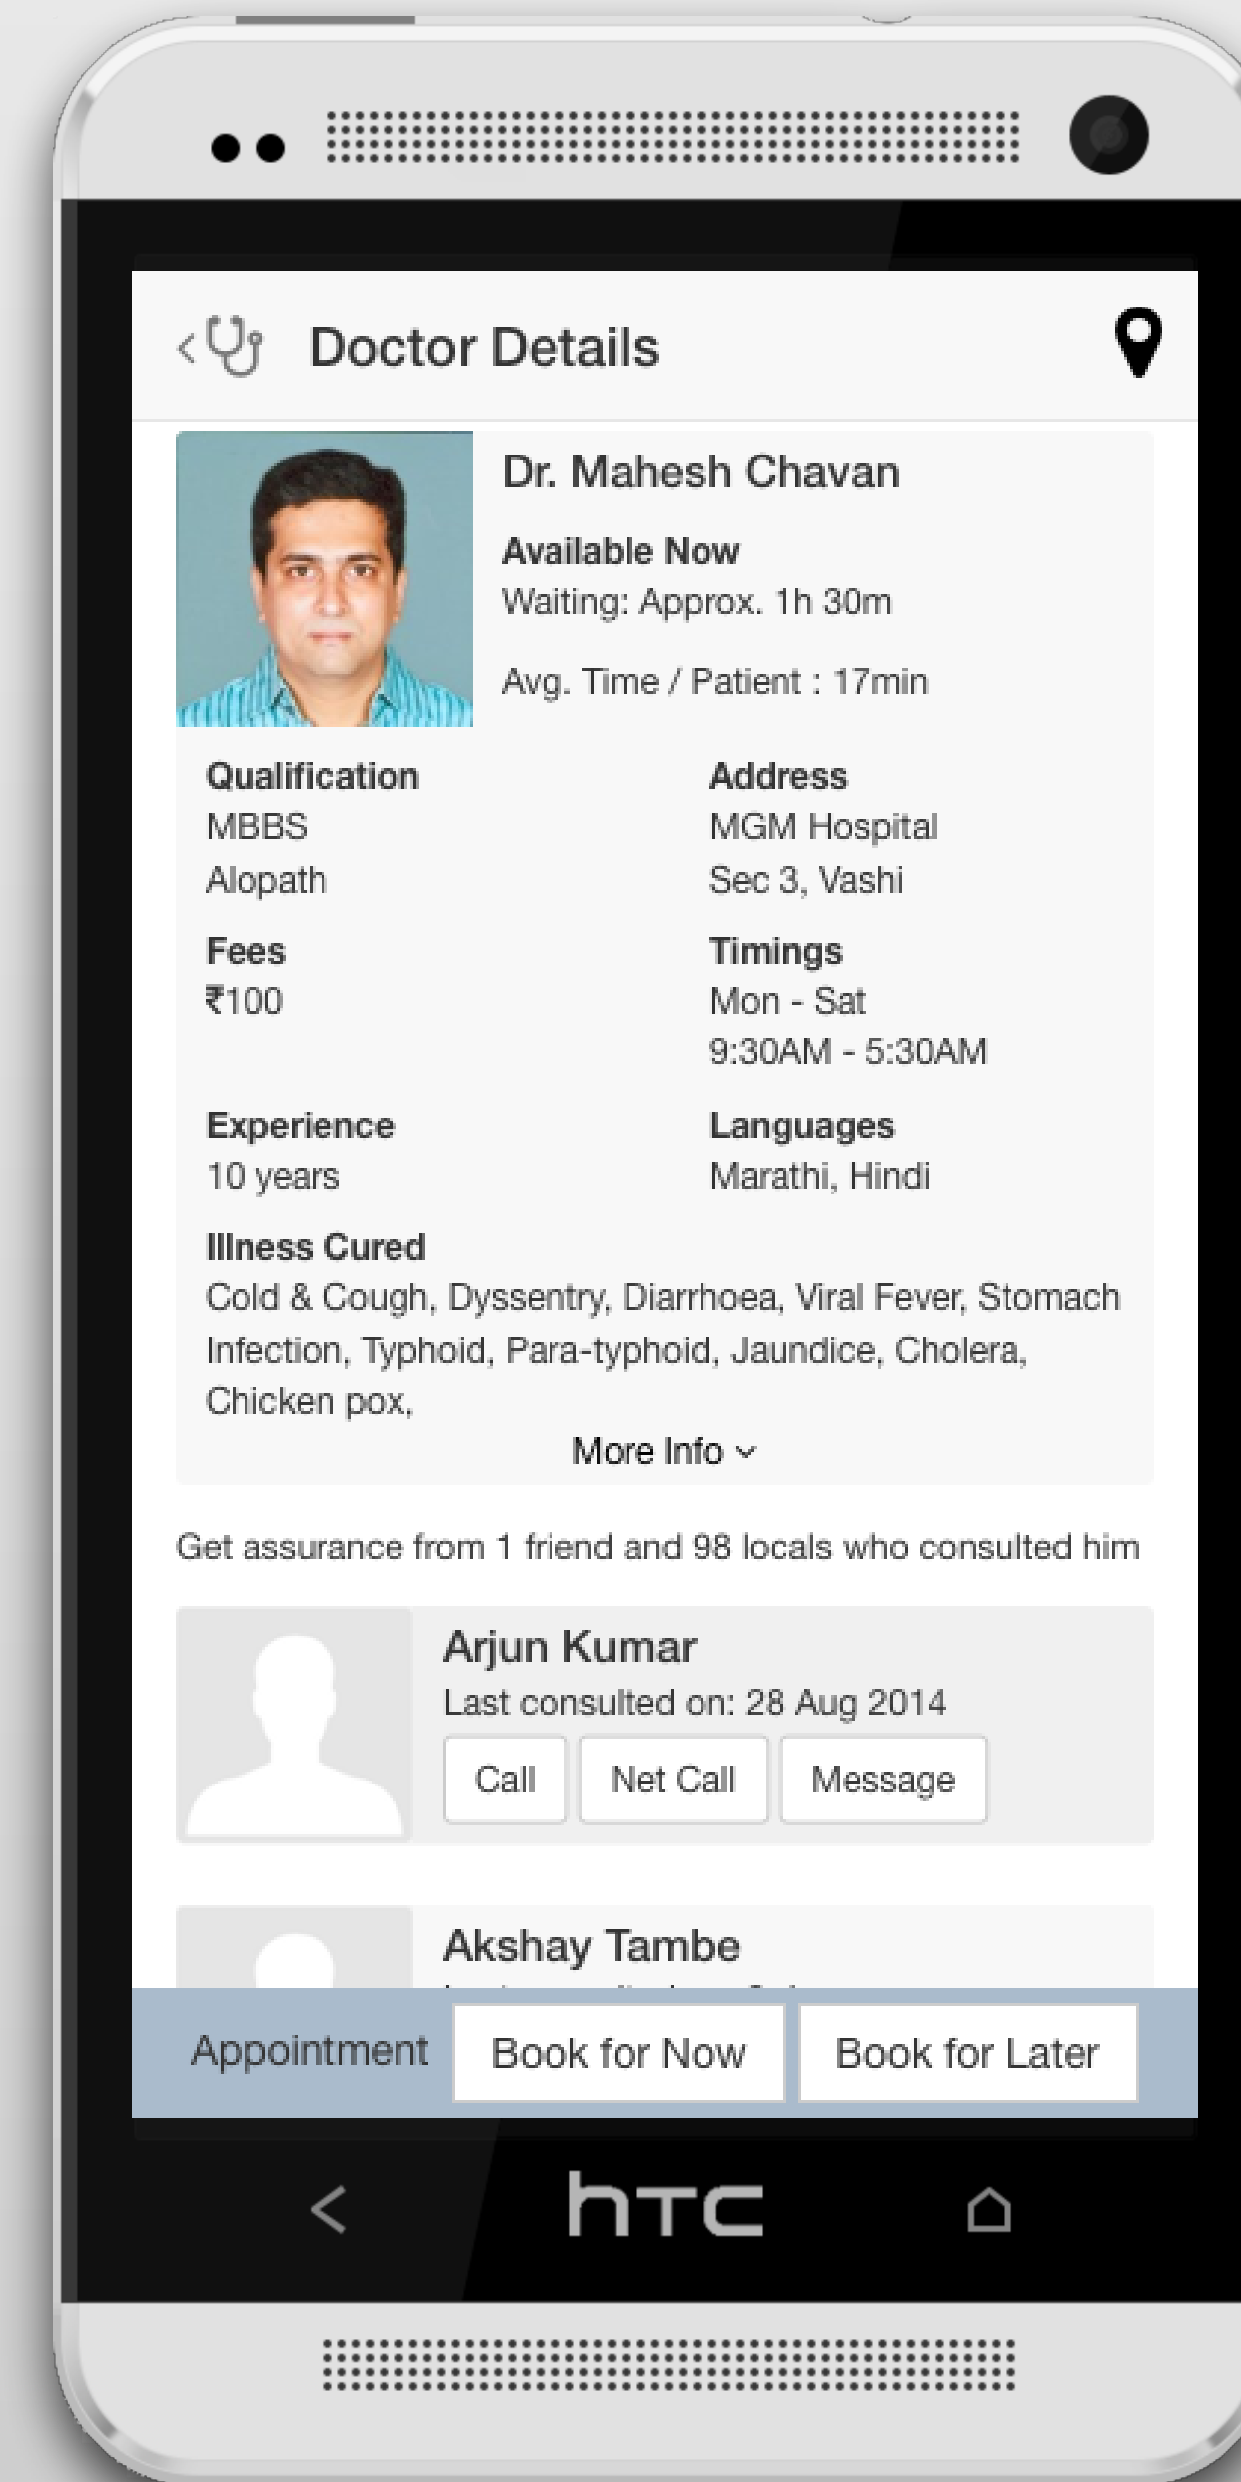 Doctor Details
Dr. Mahesh Chavan
Available Now
Waiting: Approx. 1h 30m
Avg. Time / Patient : 17min
Qualification
MBBS
Alopath
Address
MGM Hospital
Sec 3, Vashi
Fees
₹100
Timings
Mon - Sat
9:30AM - 5:30AM
Experience
10 years
Languages
Marathi, Hindi
Illness Cured
Cold & Cough, Dyssentry, Diarrhoea, Viral Fever, Stomach
Infection, Typhoid, Para-typhoid, Jaundice, Cholera,
Chicken pox,
More Info
Get assurance from 1 friend and 98 locals who consulted him
Arjun Kumar
Last consulted on: 28 Aug 2014
Call Net Call Message
Akshay Tambe
Appointment Book for Now Book for Later
hTC